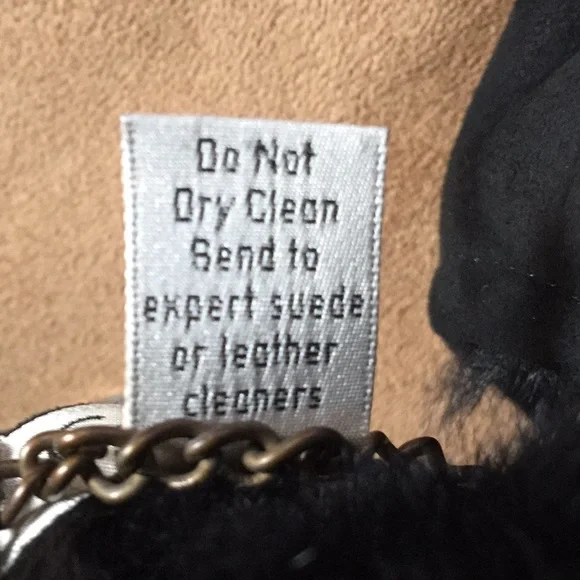 Do Not
Dry Clean
Send to
expert suede
or leather
cleaners